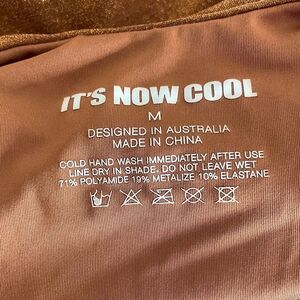 IT'S NOW COOL
M
DESIGNED IN AUSTRALIA
MADE IN CHINA
COLD HAND WASH IMMEDIATELY AFTER USE
LINE DRY IN SHADE. DO NOT LEAVE WET
71% POLYAMIDE 19% METALIZE 10% ELASTANE